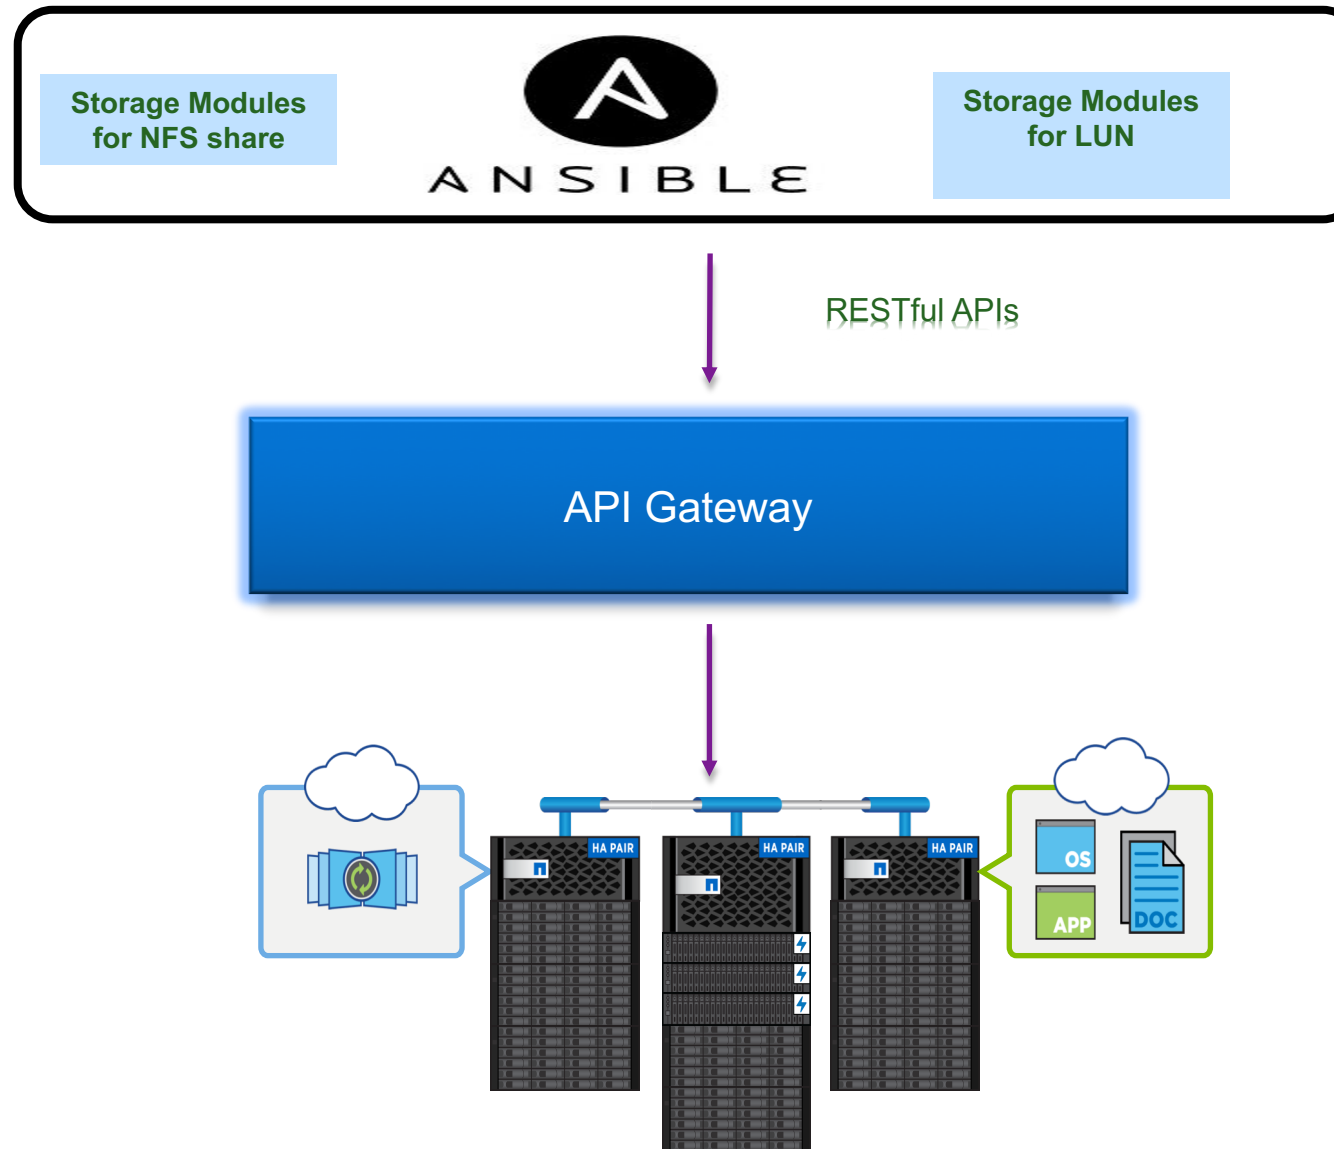 Storage Modules
for NFS share
ANSIBLE
Storage Modules
for LUN
RESTful APIs
API Gateway
HA PAIR
HA PAIR
HA PAIR
OS
APP
DOC